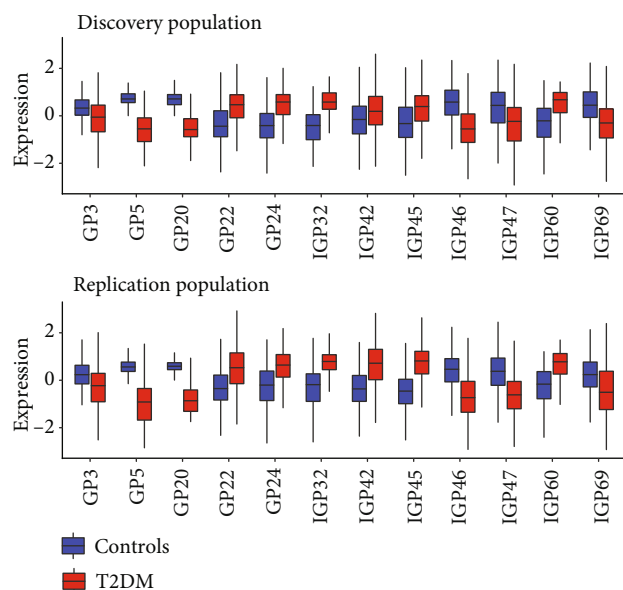 Discovery population
Expression
2
0
−2
GP3 GP5 GP20 GP22 GP24 IGP32 IGP42 IGP45 IGP46 IGP47 IGP60 IGP69
Replication population
Expression
2
0
−2
GP3 GP5 GP20 GP22 GP24 IGP32 IGP42 IGP45 IGP46 IGP47 IGP60 IGP69
Controls
T2DM